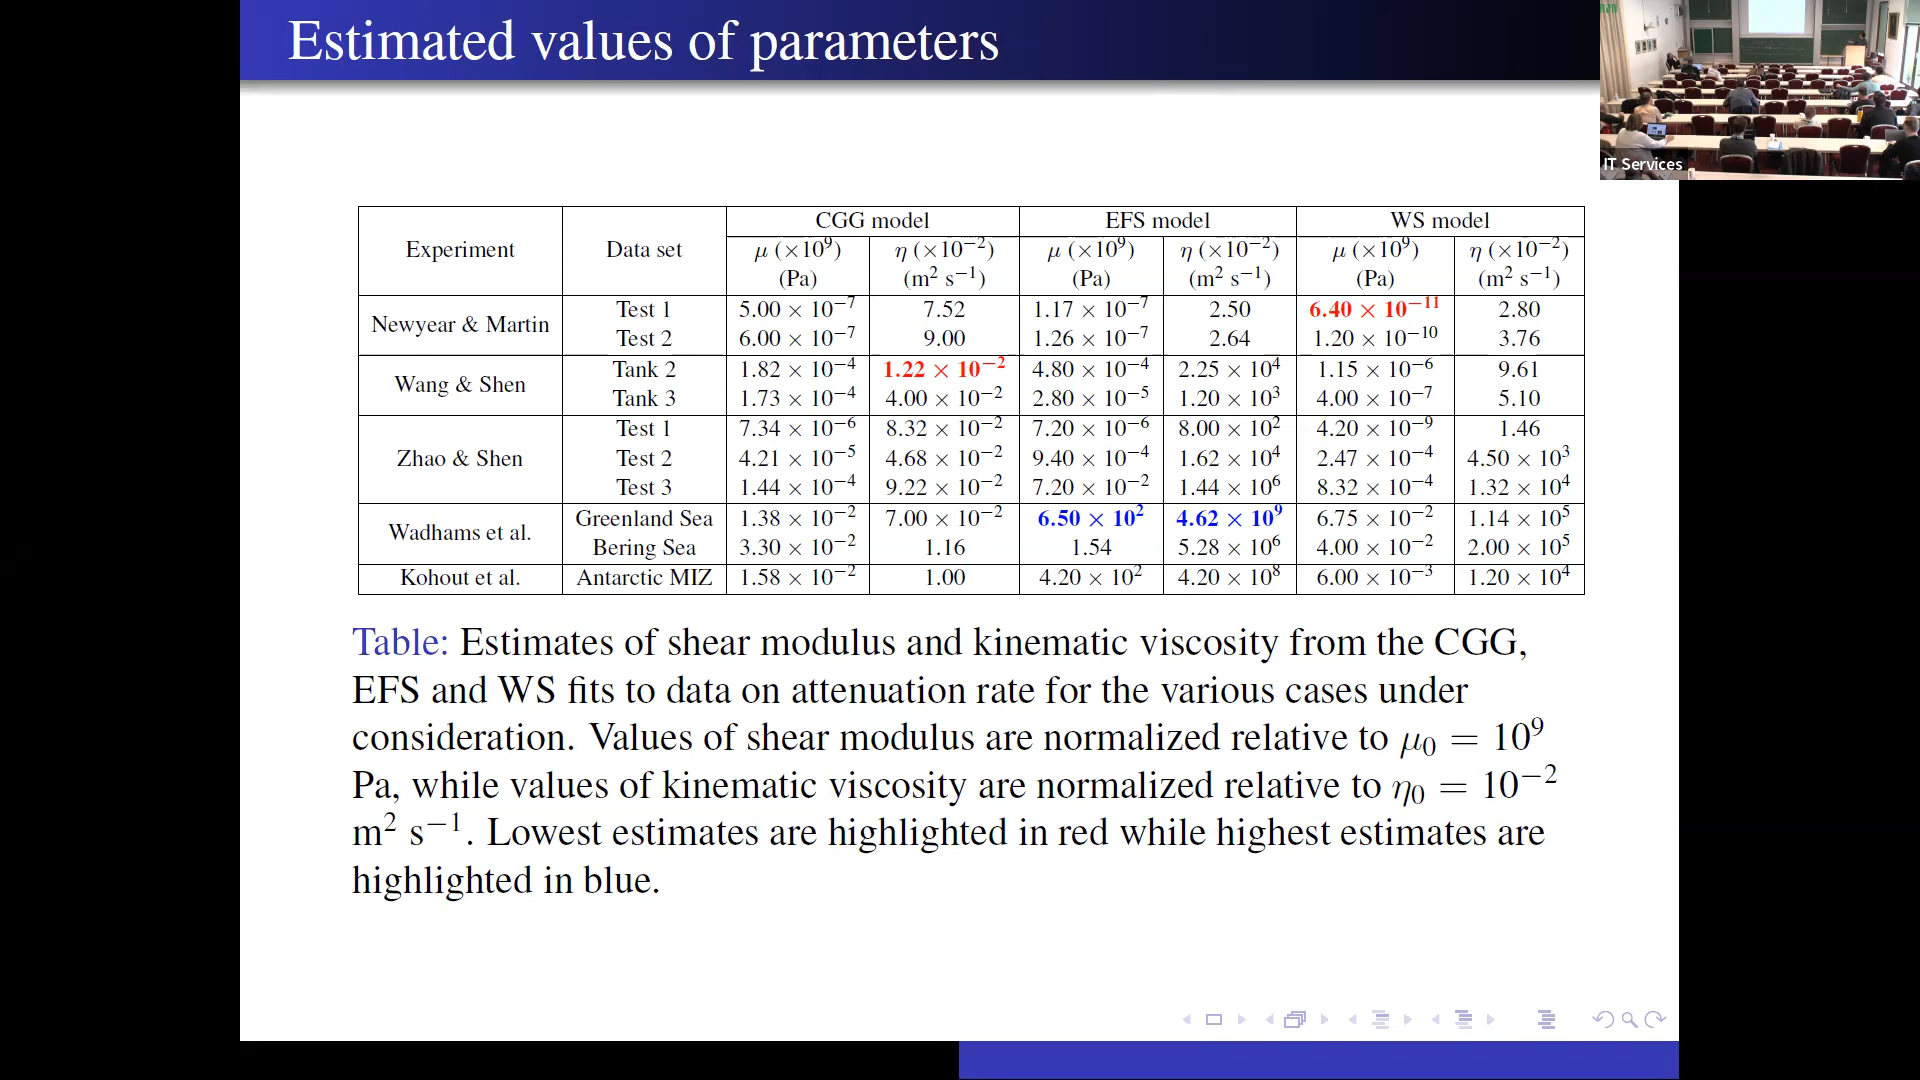 Estimated values of parameters
IT Services
Experiment Data set CGG model EFS model WS model
μ (×10⁹) η (×10⁻²) μ (×10⁹) η (×10⁻²) μ (×10⁹) η (×10⁻²)
(Pa) (m² s⁻¹) (Pa) (m² s⁻¹) (Pa) (m² s⁻¹)
Newyear & Martin Test 1 5.00 × 10⁻⁷ 7.52 1.17 × 10⁻⁷ 2.50 6.40 × 10⁻¹¹ 2.80
Test 2 6.00 × 10⁻⁷ 9.00 1.26 × 10⁻⁷ 2.64 1.20 × 10⁻¹⁰ 3.76
Wang & Shen Tank 2 1.82 × 10⁻⁴ 1.22 × 10⁻² 4.80 × 10⁻⁴ 2.25 × 10⁴ 1.15 × 10⁻⁶ 9.61
Tank 3 1.73 × 10⁻⁴ 4.00 × 10⁻² 2.80 × 10⁻⁵ 1.20 × 10³ 4.00 × 10⁻⁷ 5.10
Zhao & Shen Test 1 7.34 × 10⁻⁶ 8.32 × 10⁻² 7.20 × 10⁻⁶ 8.00 × 10² 4.20 × 10⁻⁹ 1.46
Test 2 4.21 × 10⁻⁵ 4.68 × 10⁻² 9.40 × 10⁻⁴ 1.62 × 10⁴ 2.47 × 10⁻⁴ 4.50 × 10³
Test 3 1.44 × 10⁻⁴ 9.22 × 10⁻² 7.20 × 10⁻² 1.44 × 10⁶ 8.32 × 10⁻⁴ 1.32 × 10⁴
Wadhams et al. Greenland Sea 1.38 × 10⁻² 7.00 × 10⁻² 6.50 × 10² 4.62 × 10⁹ 6.75 × 10⁻² 1.14 × 10⁵
Bering Sea 3.30 × 10⁻² 1.16 1.54 5.28 × 10⁶ 4.00 × 10⁻² 2.00 × 10⁵
Kohout et al. Antarctic MIZ 1.58 × 10⁻² 1.00 4.20 × 10² 4.20 × 10⁸ 6.00 × 10⁻³ 1.20 × 10⁴
Table: Estimates of shear modulus and kinematic viscosity from the CGG,
EFS and WS fits to data on attenuation rate for the various cases under
consideration. Values of shear modulus are normalized relative to μ₀ = 10⁹
Pa, while values of kinematic viscosity are normalized relative to η₀ = 10⁻²
m² s⁻¹. Lowest estimates are highlighted in red while highest estimates are
highlighted in blue.